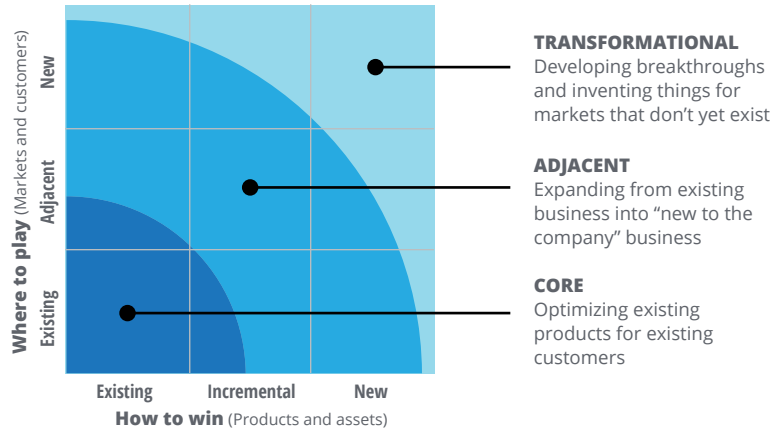 Where to play (Markets and customers)
New
Adjacent
Existing
Existing
Incremental
New
How to win (Products and assets)
TRANSFORMATIONAL
Developing breakthroughs
and inventing things for
markets that don’t yet exist
ADJACENT
Expanding from existing
business into “new to the
company” business
CORE
Optimizing existing
products for existing
customers